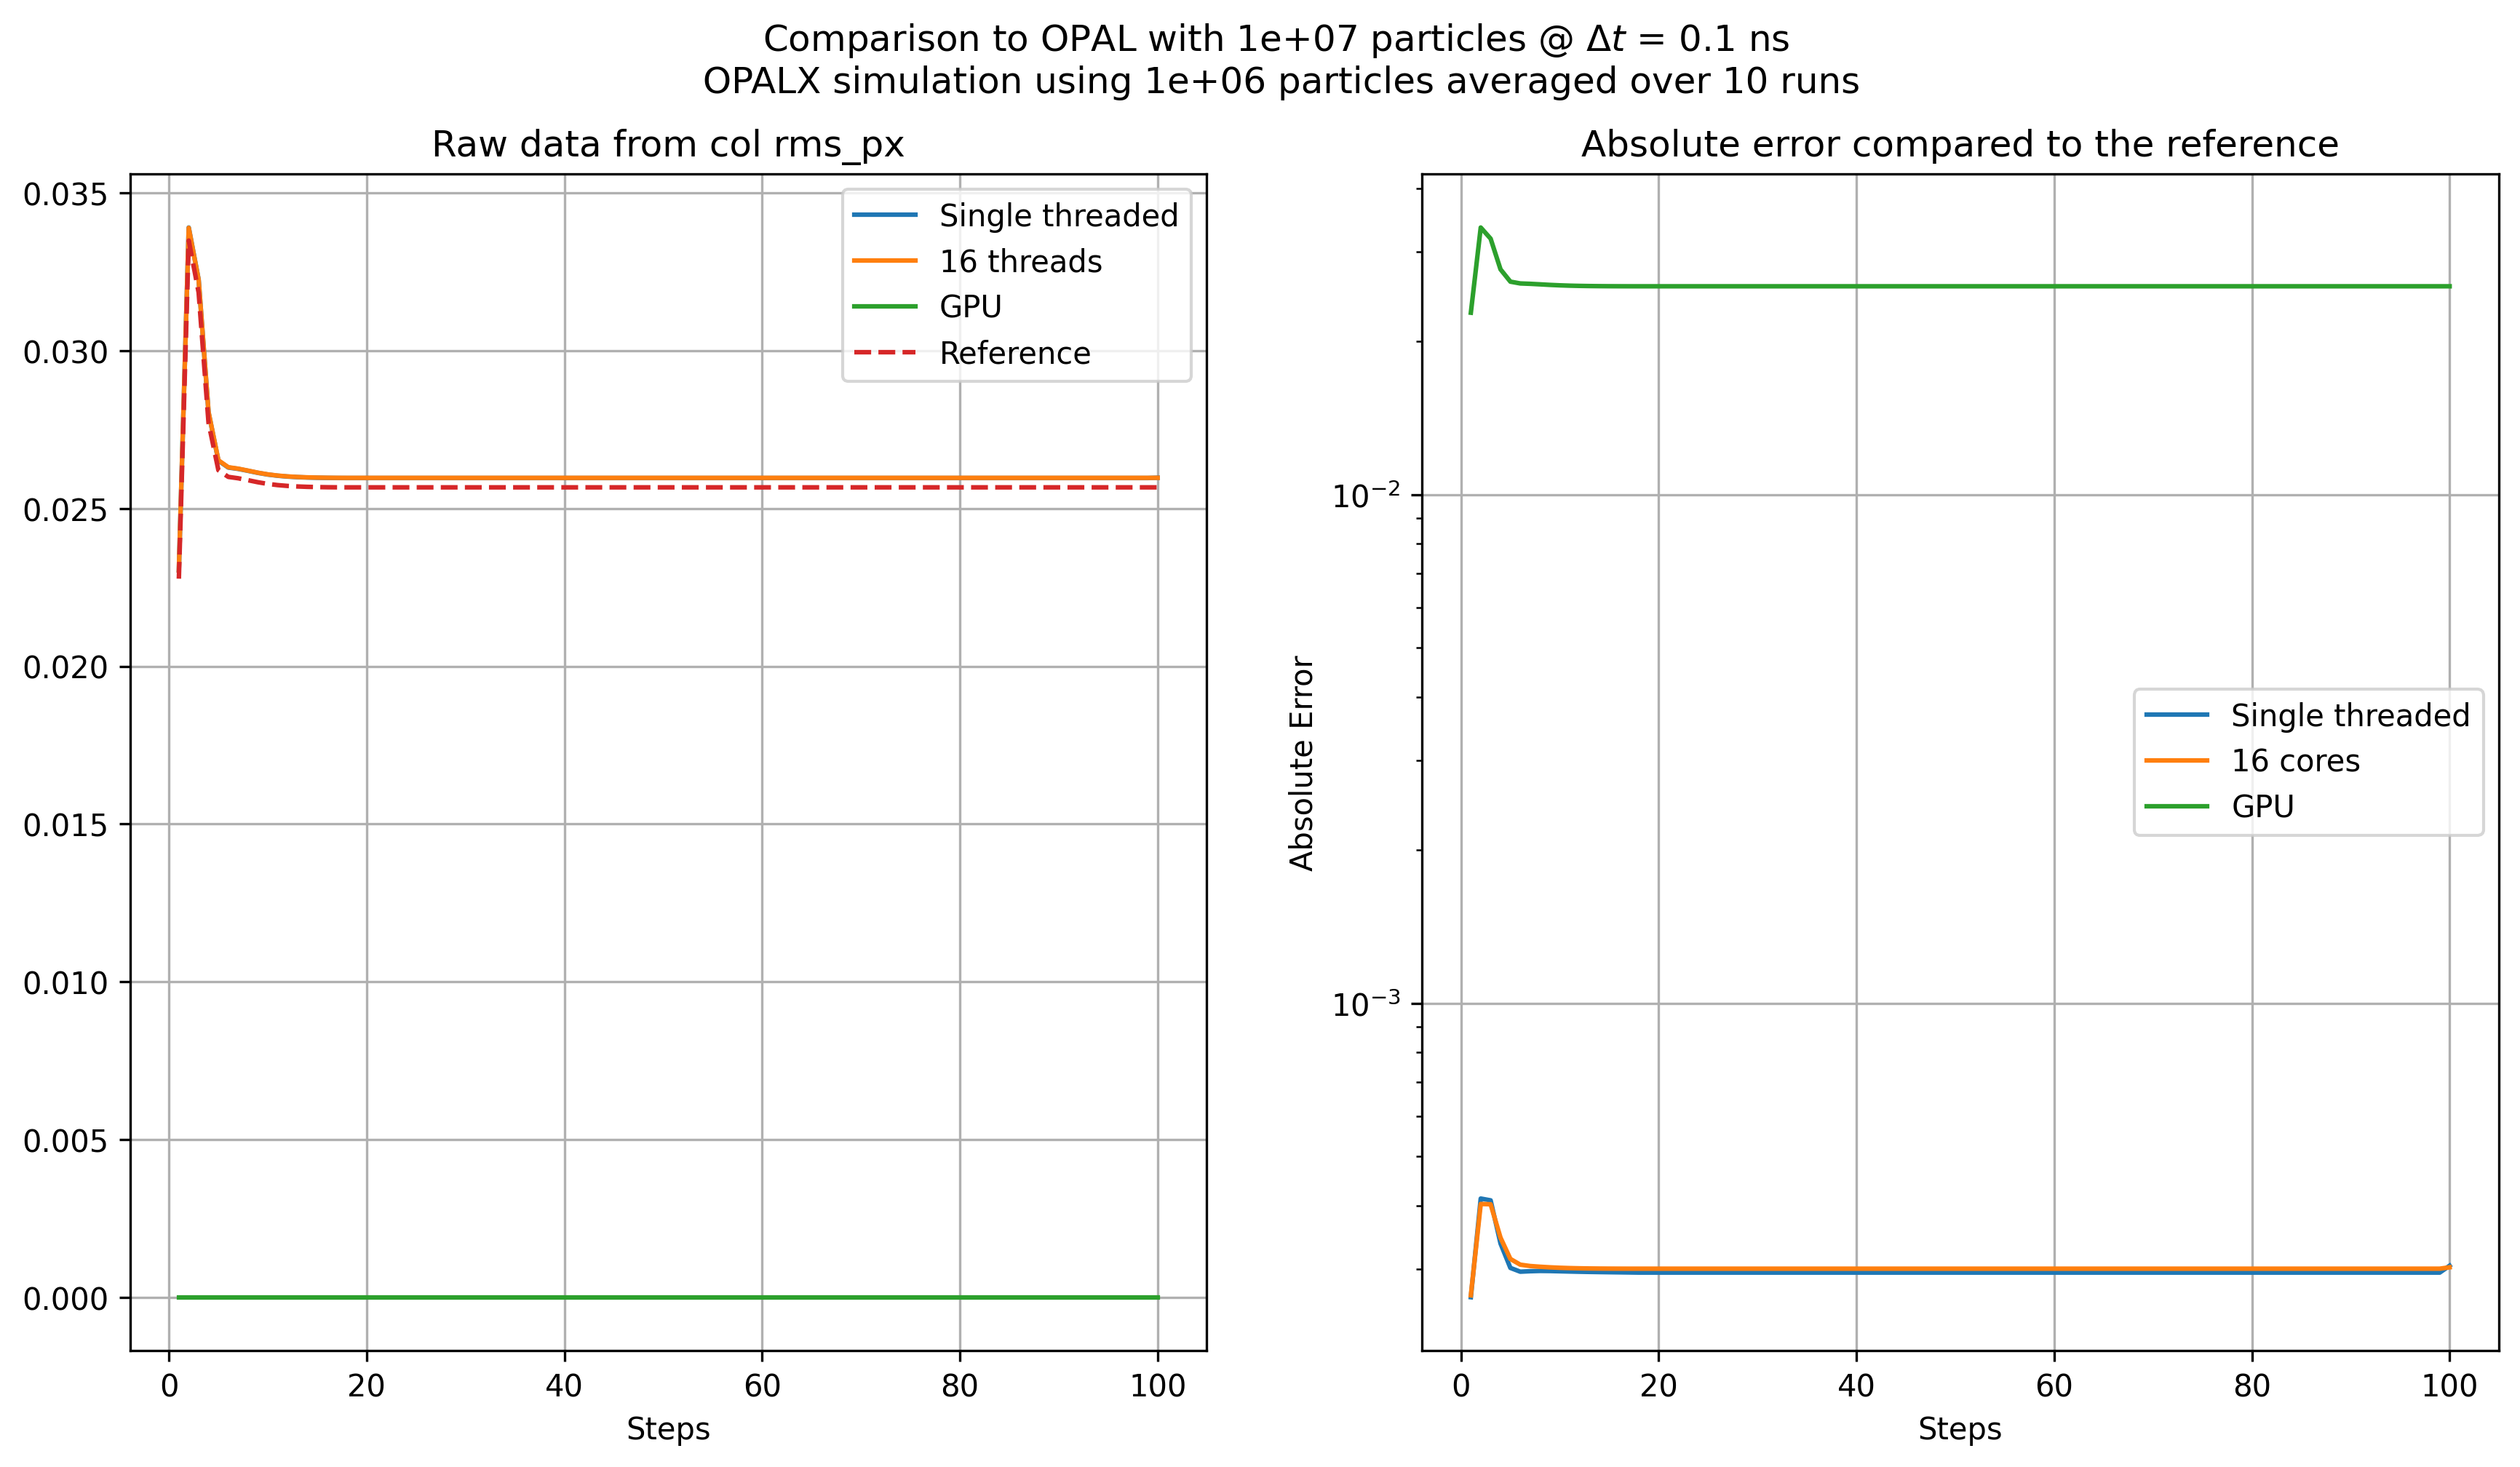 Comparison to OPAL with 1e+07 particles @ Δt = 0.1 ns
OPALX simulation using 1e+06 particles averaged over 10 runs
Raw data from col rms_px
0.035
0.030
0.025
0.020
0.015
0.010
0.005
0.000
Single threaded
16 threads
GPU
Reference
0
20
40
60
80
100
Steps
Absolute error compared to the reference
Absolute Error
10⁻²
10⁻³
Single threaded
16 cores
GPU
0
20
40
60
80
100
Steps